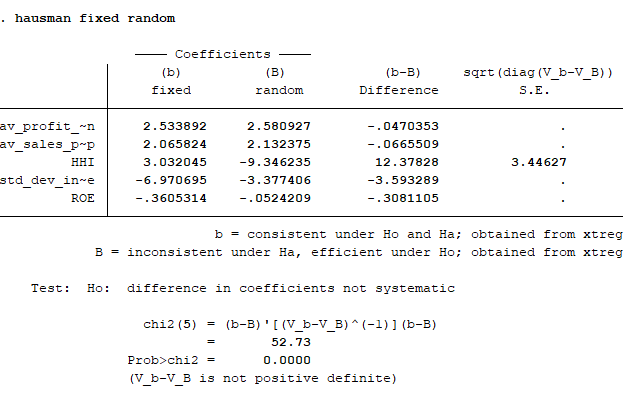 . hausman fixed random
Coefficients
(b) (B) (b-B) sqrt(diag(V_b-V_B))
fixed random Difference S.E.
av_profit_~n 2.533892 2.580927 -.0470353 .
av_sales_p~p 2.065824 2.132375 -.0665509 .
HHI 3.032045 -9.346235 12.37828 3.44627
std_dev_in~e -6.970695 -3.377406 -3.593289 .
ROE -.3605314 -.0524209 -.3081105 .
b = consistent under Ho and Ha; obtained from xtreg
B = inconsistent under Ha, efficient under Ho; obtained from xtreg
Test: Ho: difference in coefficients not systematic
chi2(5) = (b-B)'[(V_b-V_B)^(-1)](b-B)
= 52.73
Prob>chi2 = 0.0000
(V_b-V_B is not positive definite)